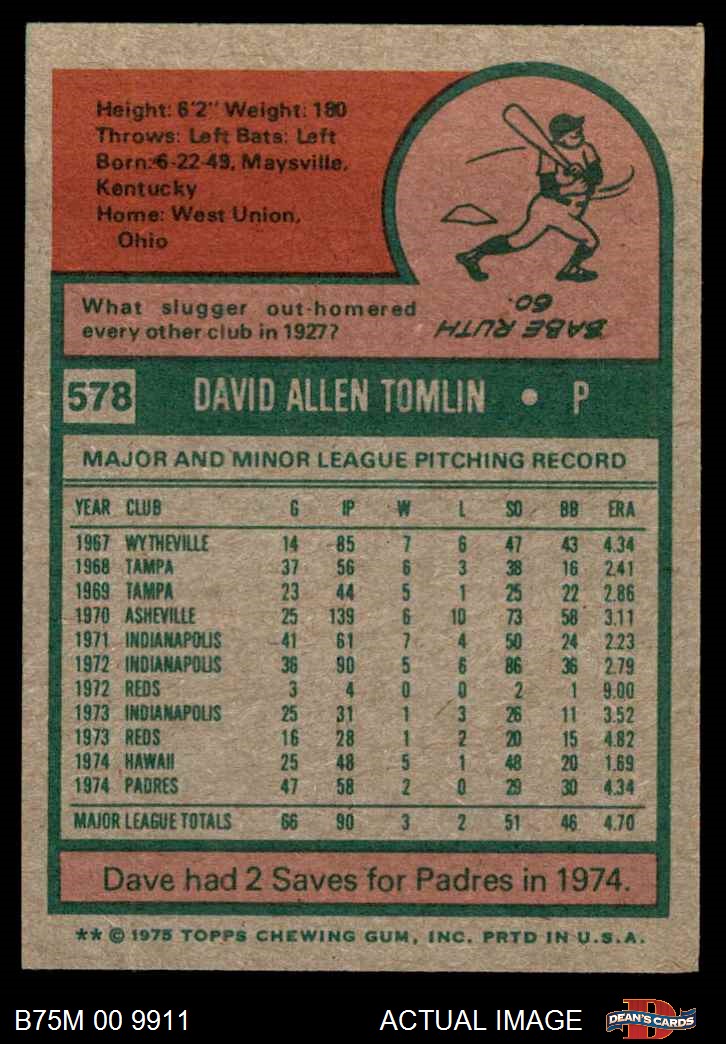 Height: 6'2" Weight: 180
Throws: Left Bats: Left
Born: 6-22-49, Maysville,
Kentucky
Home: West Union,
Ohio
What slugger out-homered
every other club in 1927?
BABE RUTH
60.
578 DAVID ALLEN TOMLIN • P
MAJOR AND MINOR LEAGUE PITCHING RECORD
YEAR CLUB G IP W L SO BB ERA
1967 WYTHEVILLE 14 85 7 6 47 43 4.34
1968 TAMPA 37 56 6 3 38 16 2.41
1969 TAMPA 23 44 5 1 25 22 2.86
1970 ASHEVILLE 25 139 6 10 73 58 3.11
1971 INDIANAPOLIS 41 61 7 4 50 24 2.23
1972 INDIANAPOLIS 36 90 5 6 86 36 2.79
1972 REDS 3 4 0 0 2 1 9.00
1973 INDIANAPOLIS 25 31 1 3 26 11 3.52
1973 REDS 16 28 1 2 20 15 4.82
1974 HAWAII 25 48 5 1 48 20 1.69
1974 PADRES 47 58 2 0 29 30 4.34
MAJOR LEAGUE TOTALS 66 90 3 2 51 46 4.70
Dave had 2 Saves for Padres in 1974.
** © 1975 TOPPS CHEWING GUM, INC. PRTD IN U.S.A.
B75M 00 9911 ACTUAL IMAGE D DEAN'S CARDS